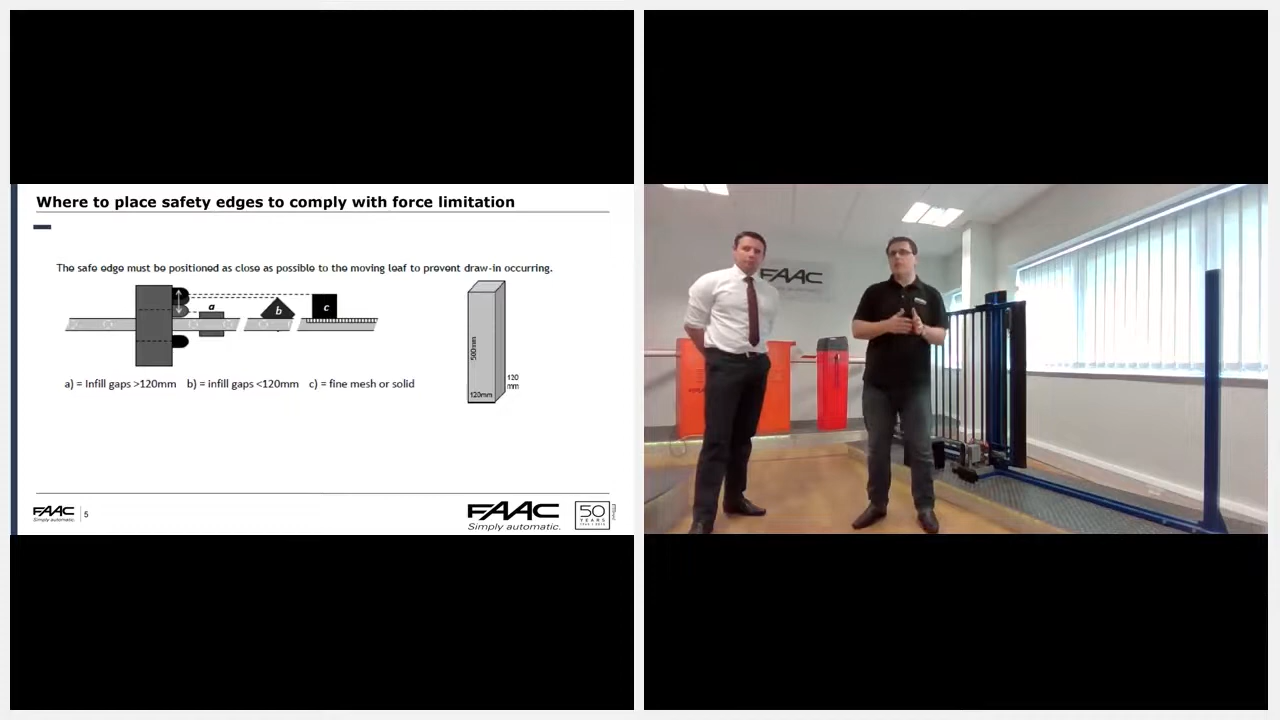 Where to place safety edges to comply with force limitation
The safe edge must be positioned as close as possible to the moving leaf to prevent draw-in occurring.
a
b
c
500mm
120
mm
120mm
a) = Infill gaps >120mm b) = infill gaps <120mm c) = fine mesh or solid
FAAC
Simply automatic.
5
FAAC
Simply automatic.
50
YEARS
FAAC